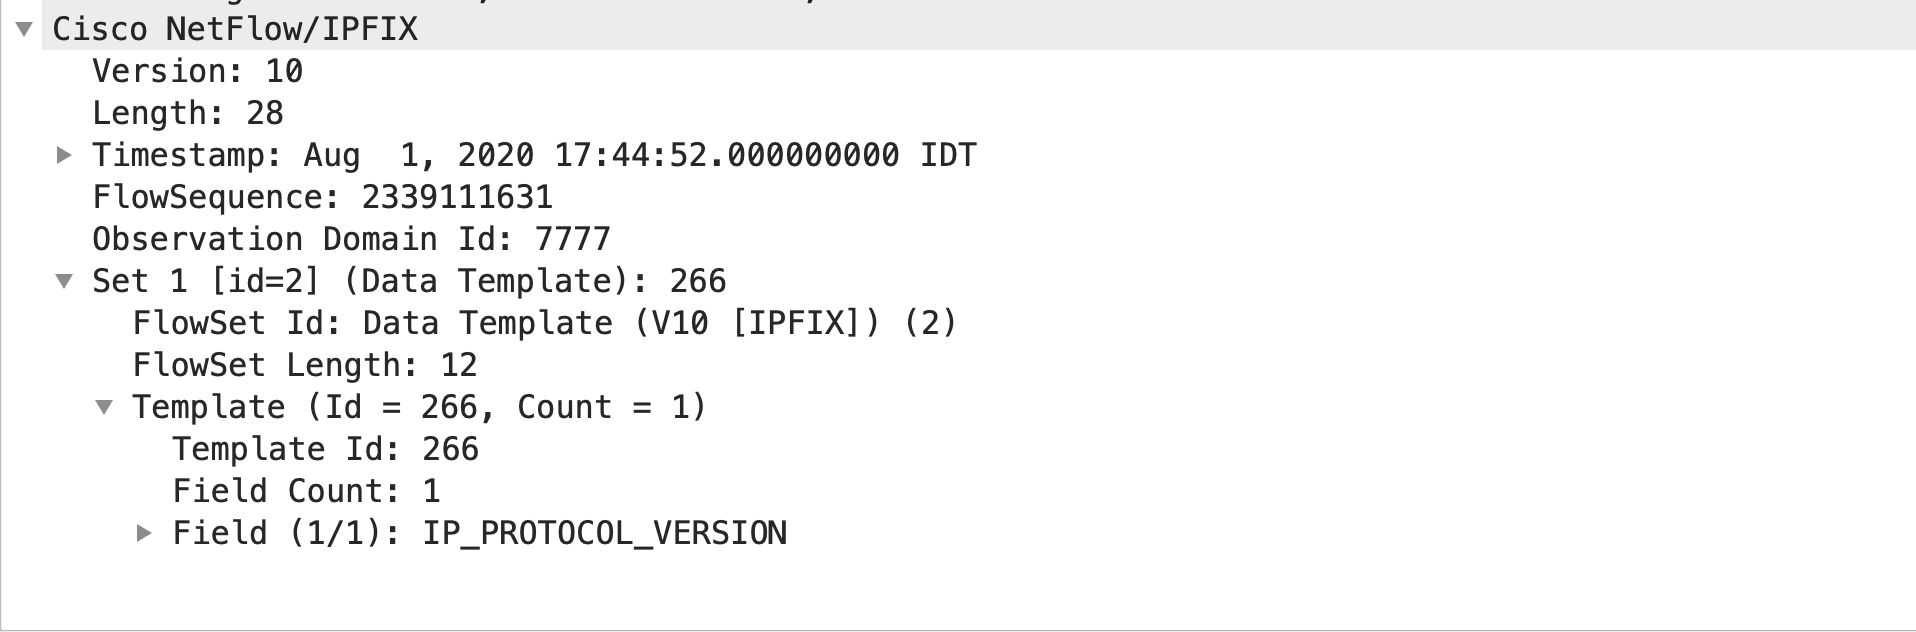 Cisco NetFlow/IPFIX
Version: 10
Length: 28
Timestamp: Aug  1, 2020 17:44:52.000000000 IDT
FlowSequence: 2339111631
Observation Domain Id: 7777
Set 1 [id=2] (Data Template): 266
FlowSet Id: Data Template (V10 [IPFIX]) (2)
FlowSet Length: 12
Template (Id = 266, Count = 1)
Template Id: 266
Field Count: 1
Field (1/1): IP_PROTOCOL_VERSION